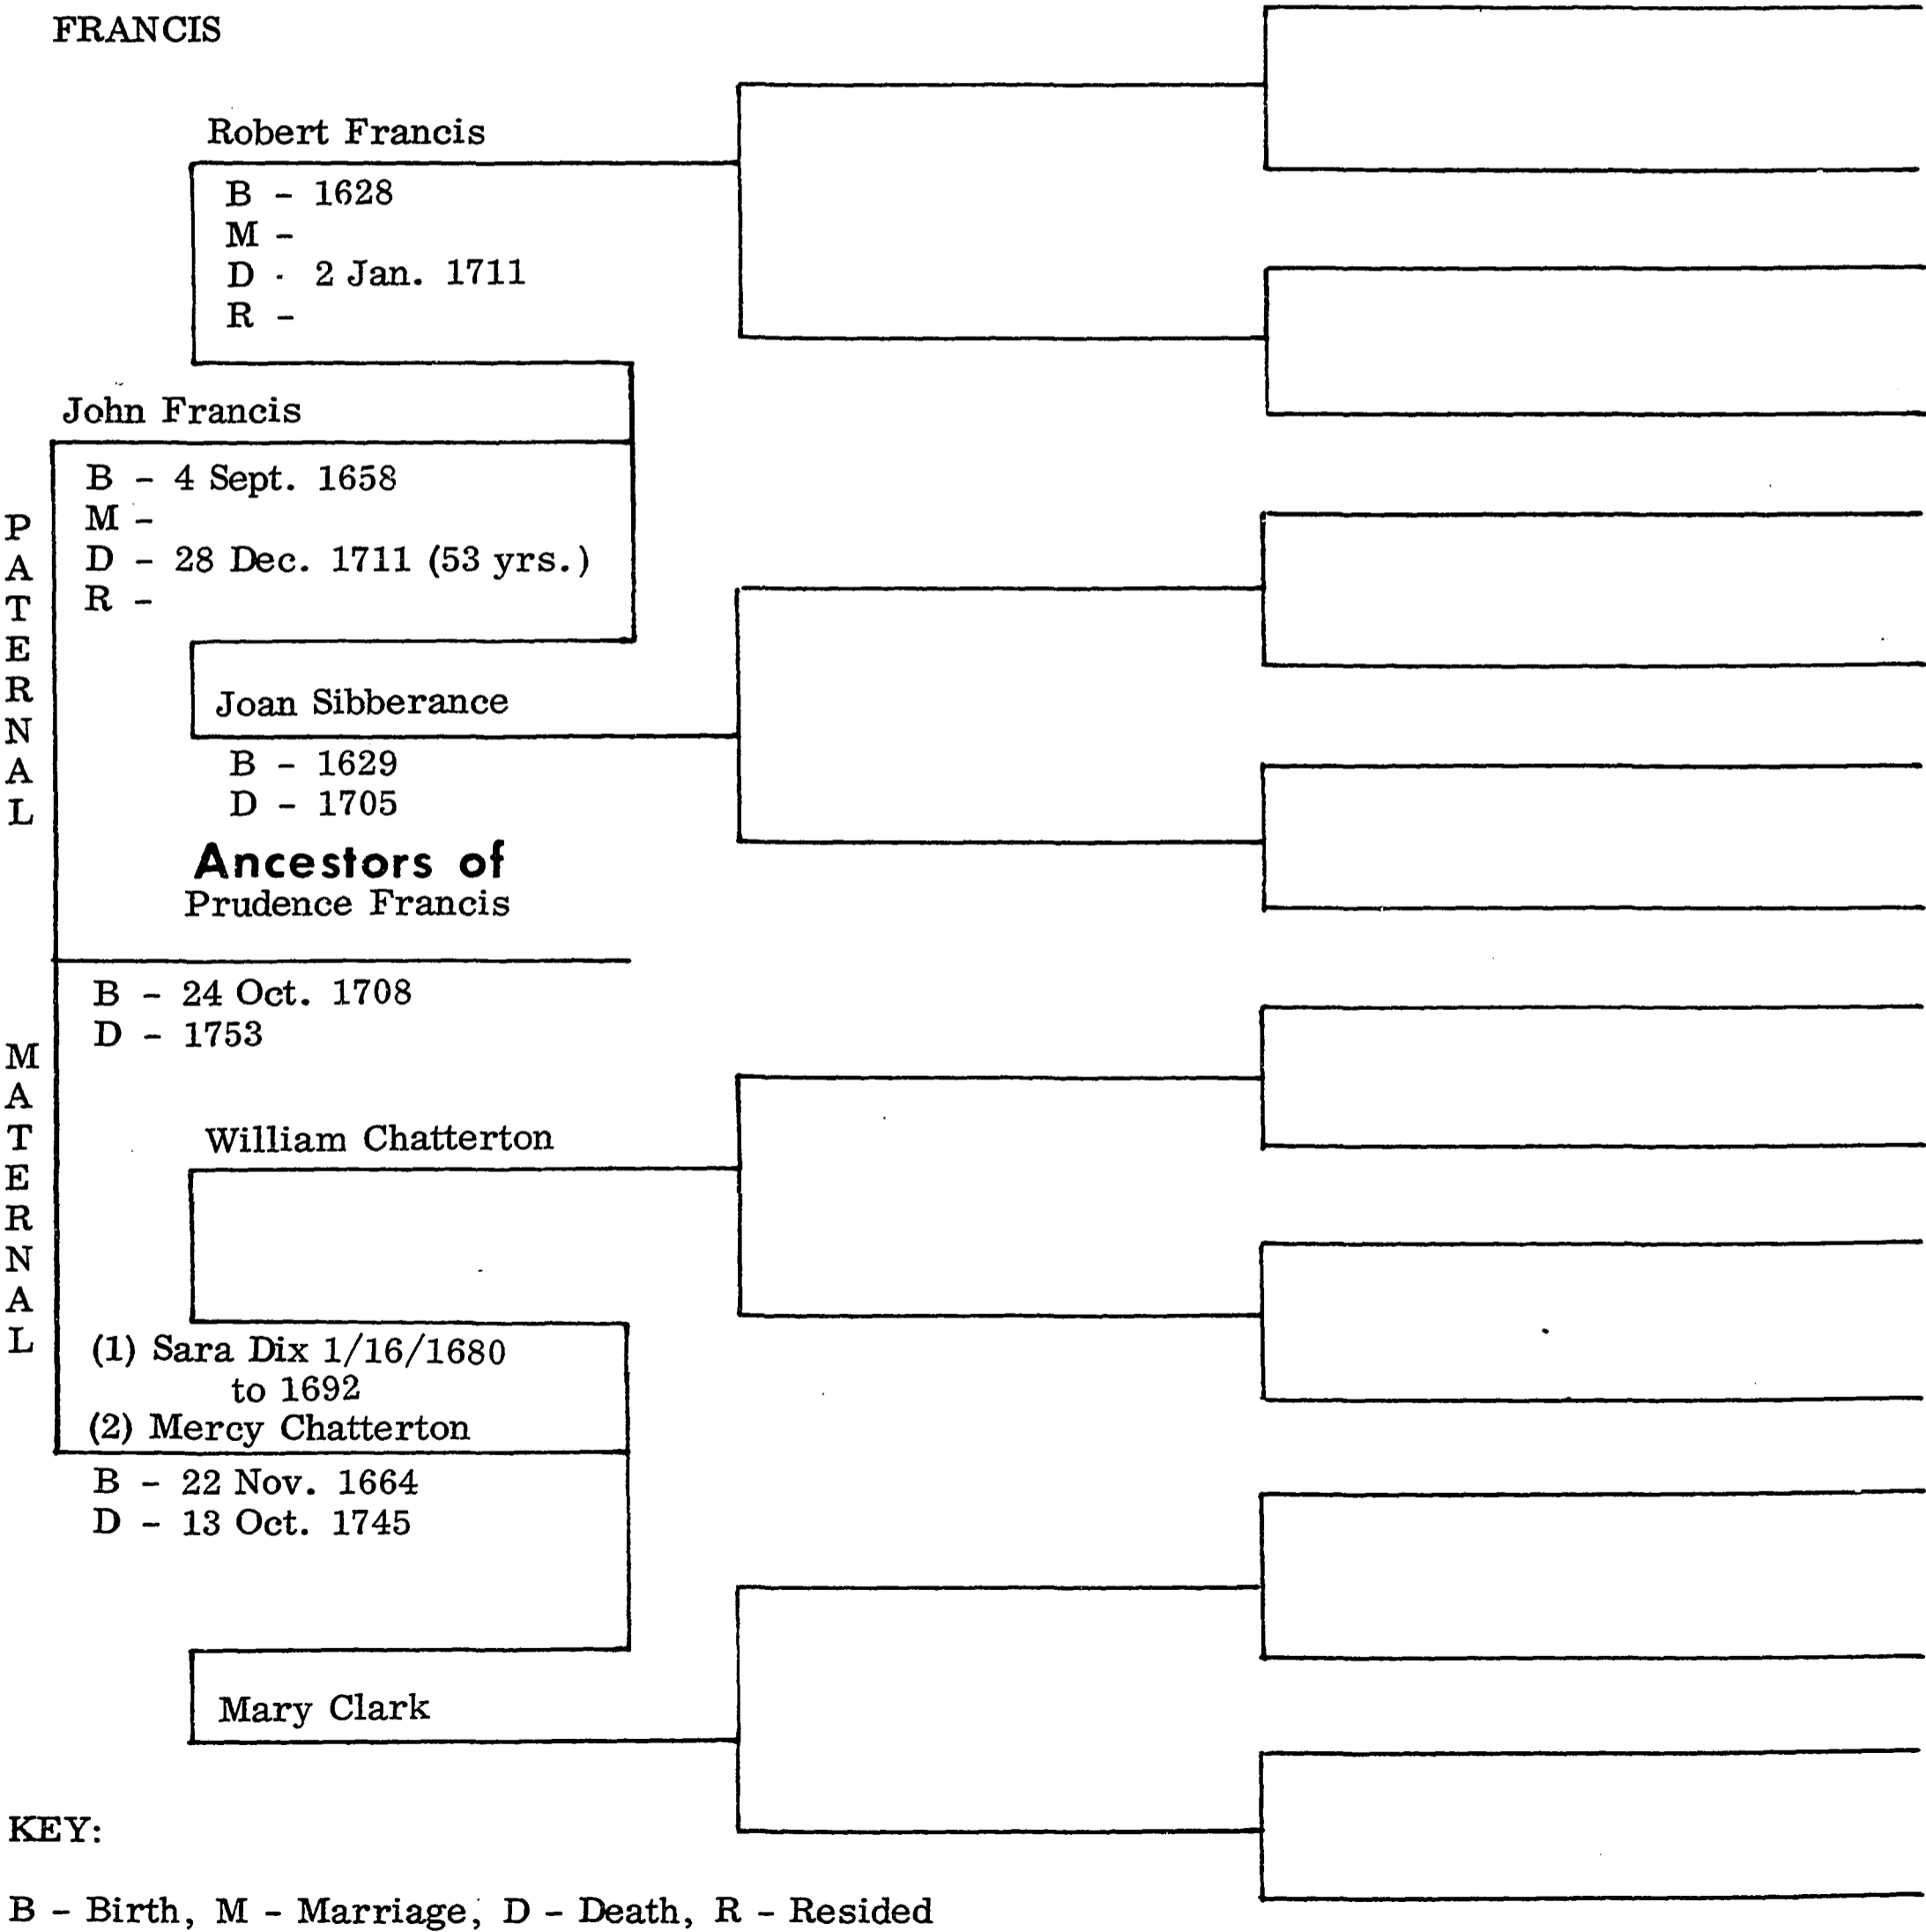 FRANCIS
Robert Francis
B - 1628
M -
D - 2 Jan. 1711
R -
John Francis
B - 4 Sept. 1658
M -
D - 28 Dec. 1711 (53 yrs.)
R -
PATERNAL
Joan Sibberance
B - 1629
D - 1705
Ancestors of
Prudence Francis
B - 24 Oct. 1708
D - 1753
MATERNAL
William Chatterton
(1) Sara Dix 1/16/1680
to 1692
(2) Mercy Chatterton
B - 22 Nov. 1664
D - 13 Oct. 1745
Mary Clark
KEY:
B - Birth, M - Marriage, D - Death, R - Resided